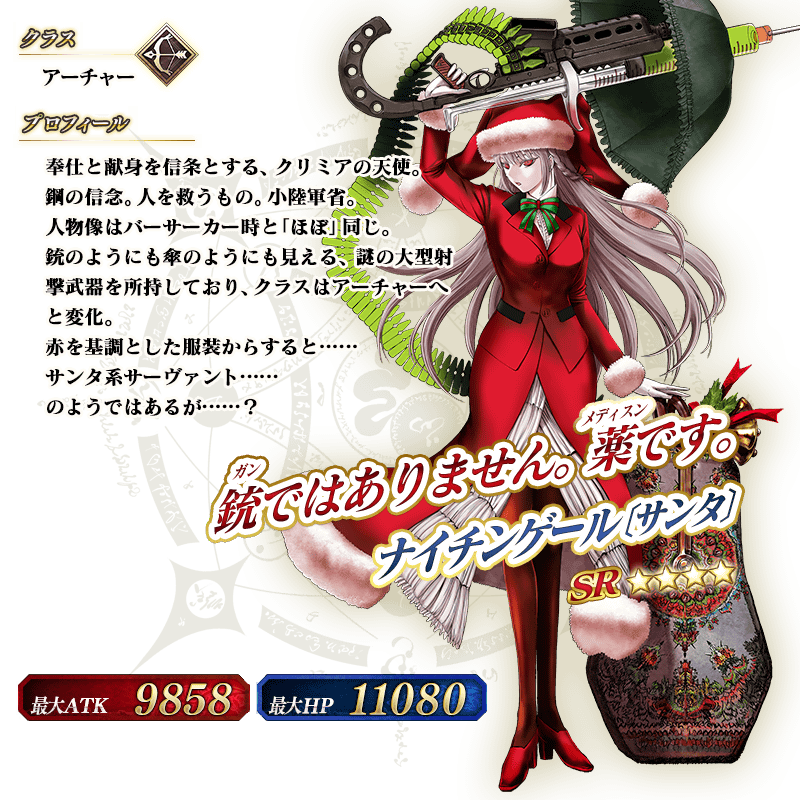 クラス
アーチャー
プロフィール
奉仕と献身を信条とする、クリミアの天使。
鋼の信念。人を救うもの。小陸軍省。
人物像はバーサーカー時と「ほぼ」同じ。
銃のようにも傘のようにも見える、謎の大型射
撃武器を所持しており、クラスはアーチャーへ
と変化。
赤を基調とした服装からすると……
サンタ系サーヴァント……
のようではあるが……?
ガン メディスン
銃ではありません。薬です。
ナイチンゲール〔サンタ〕
SR
最大ATK 9858
最大HP 11080